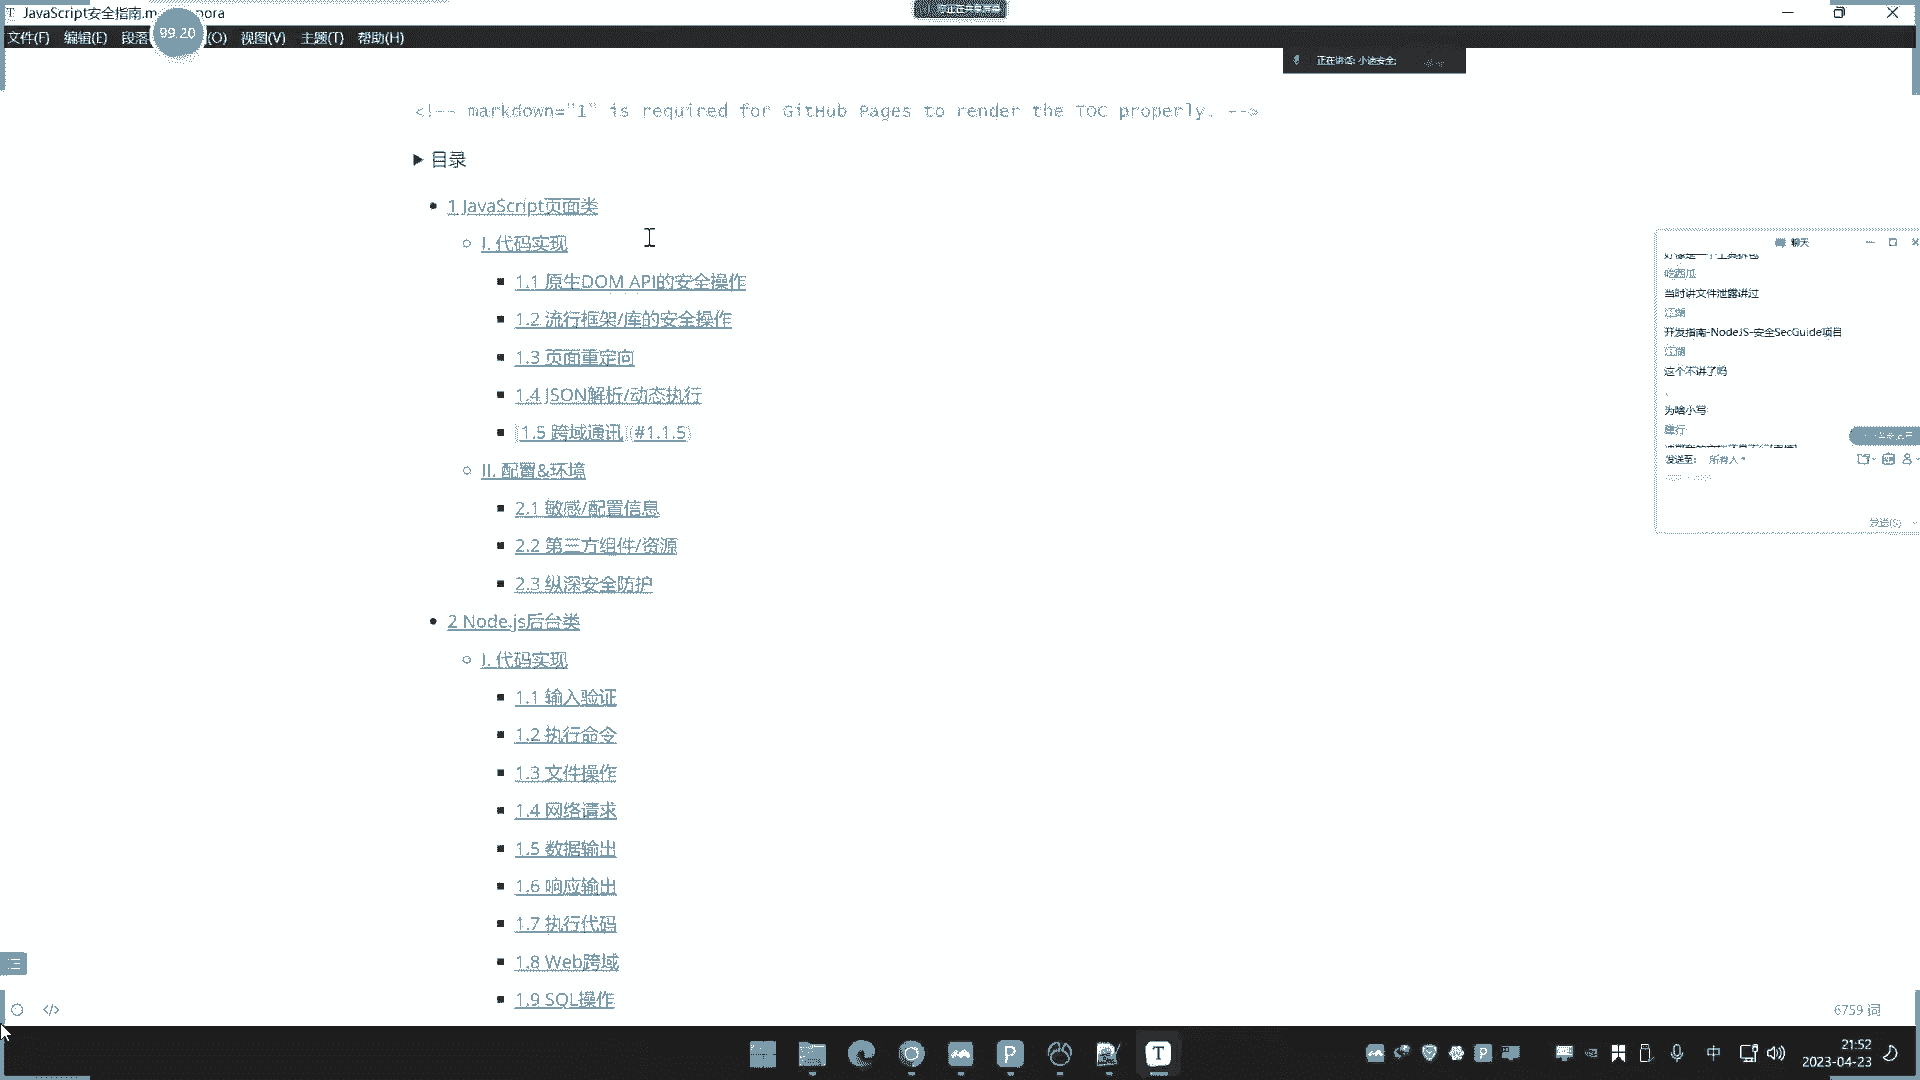 JavaScript安全指南.m
pora
您正在共享屏幕
文件(F) 编辑(E) 段落 (O) 视图(V) 主题(T) 帮助(H)
99.20
正在讲话: 小迪安全;
<!-- markdown="1" is required for GitHub Pages to render the TOC properly. -->
目录
1 JavaScript页面类
I. 代码实现
1.1 原生DOM API的安全操作
1.2 流行框架/库的安全操作
1.3 页面重定向
1.4 JSON解析/动态执行
[1.5 跨域通讯](#1.1.5)
II. 配置&环境
2.1 敏感/配置信息
2.2 第三方组件/资源
2.3 纵深安全防护
2 Node.js后台类
I. 代码实现
1.1 输入验证
1.2 执行命令
1.3 文件操作
1.4 网络请求
1.5 数据输出
1.6 响应输出
1.7 执行代码
1.8 Web跨域
1.9 SQL操作
聊天
吃西瓜
当时讲文件泄露讲过
江湖
开发指南-NodeJS-安全SecGuide项目
江湖
这个不讲了吗
为啥小写
发送至: 所有人
发送(S)
6759 词
中
21:52
2023-04-23